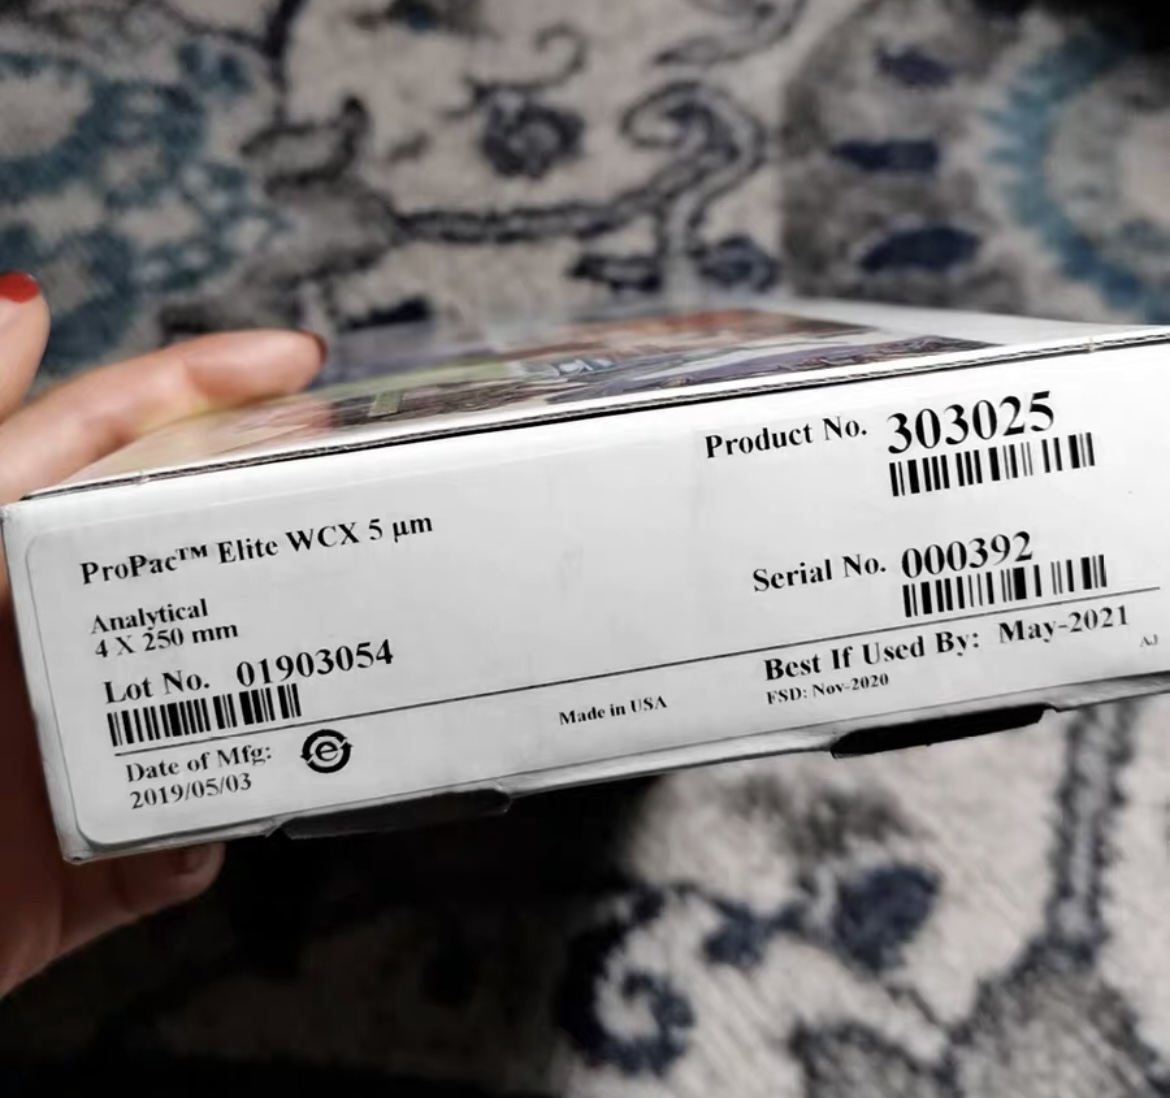 Product No. 303025
ProPac™ Elite WCX 5 µm
Serial No. 000392
Analytical
4 X 250 mm
Lot No. 01903054
Best If Used By: May-2021
FSD: Nov-2020
AJ
Made in USA
Date of Mfg:
2019/05/03
e